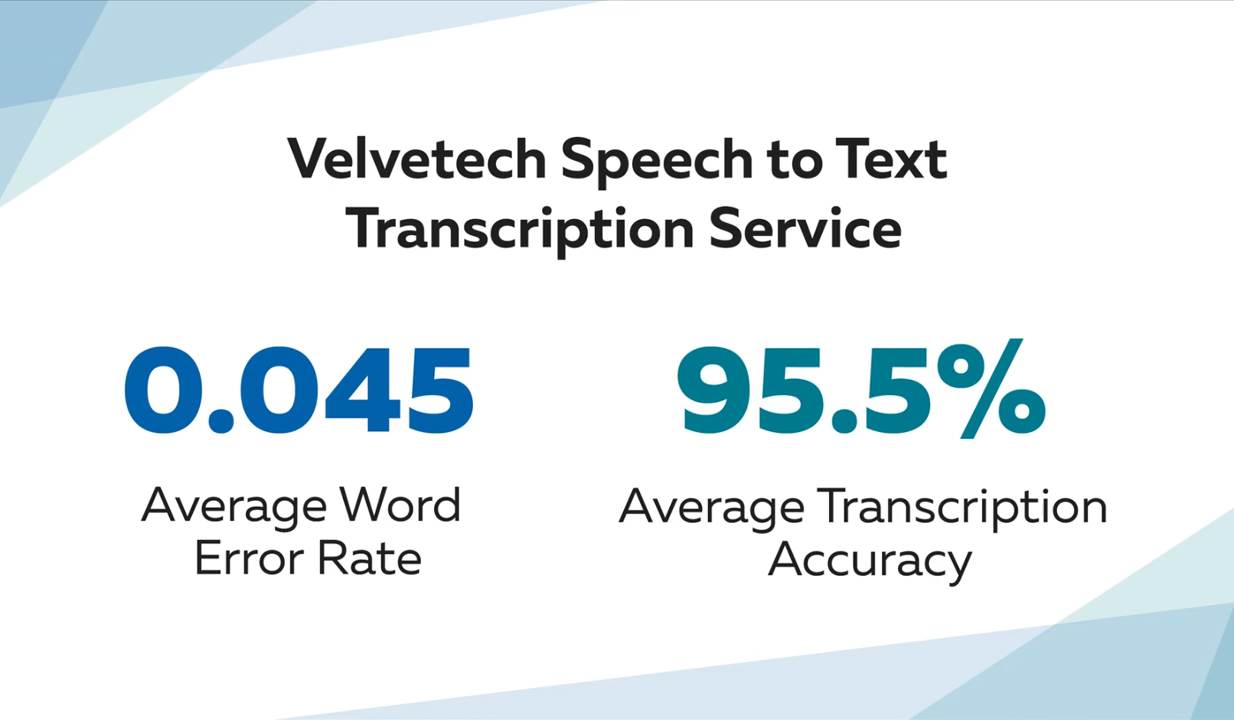 Velvetech Speech to Text
Transcription Service
0.045
Average Word
Error Rate
95.5%
Average Transcription
Accuracy